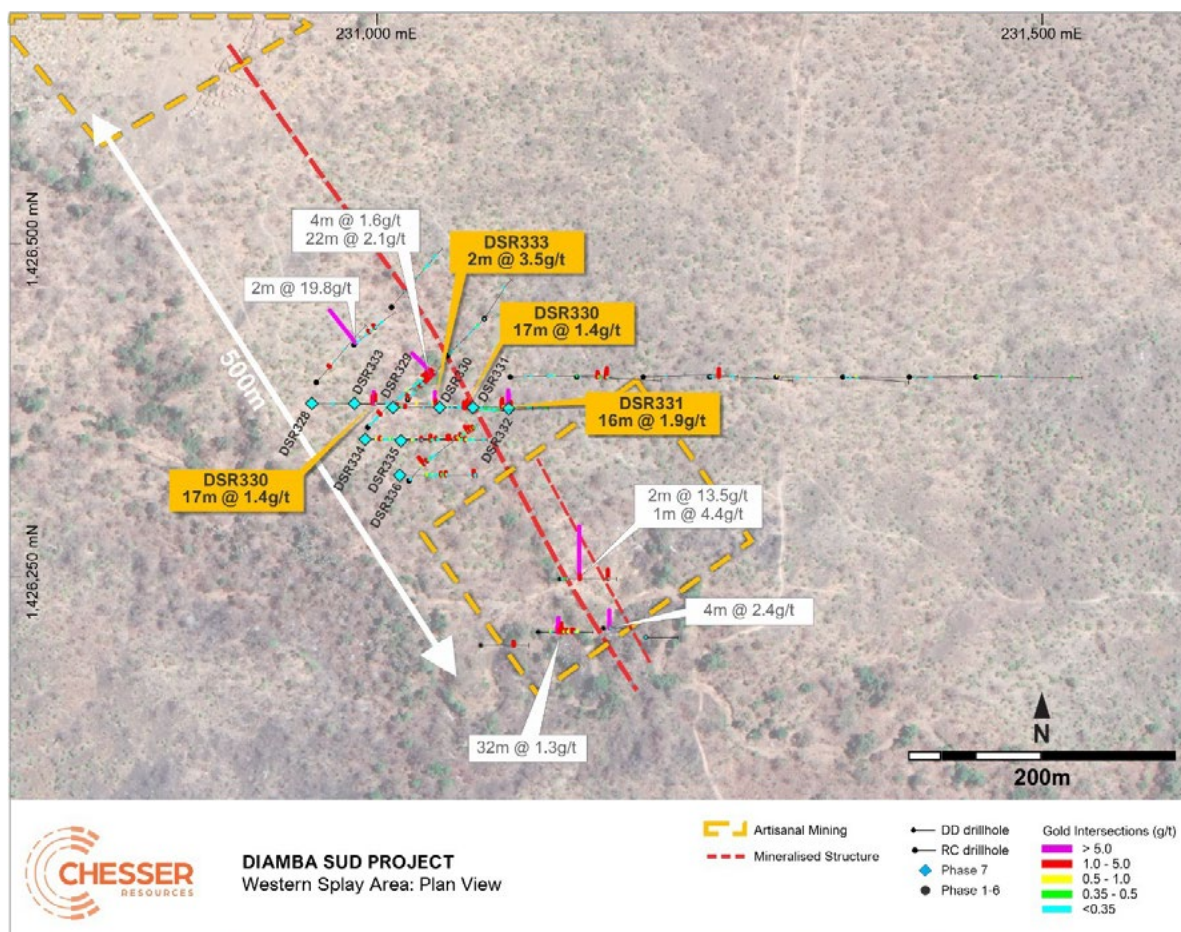 231,000 mE
231,500 mE
1,426,500 mN
1,426,250 mN
4m @ 1.6g/t
22m @ 2.1g/t
DSR333
2m @ 3.5g/t
2m @ 19.8g/t
DSR330
17m @ 1.4g/t
500m
DSR333
DSR329
DSR330
DSR331
DSR328
DSR331
16m @ 1.9g/t
DSR332
DSR334
DSR335
DSR336
DSR330
17m @ 1.4g/t
2m @ 13.5g/t
1m @ 4.4g/t
4m @ 2.4g/t
32m @ 1.3g/t
N
200m
CHESSER
RESOURCES
DIAMBA SUD PROJECT
Western Splay Area: Plan View
Artisanal Mining
Mineralised Structure
DD drillhole
RC drillhole
Phase 7
Phase 1-6
Gold Intersections (g/t)
> 5.0
1.0 - 5.0
0.5 - 1.0
0.35 - 0.5
<0.35